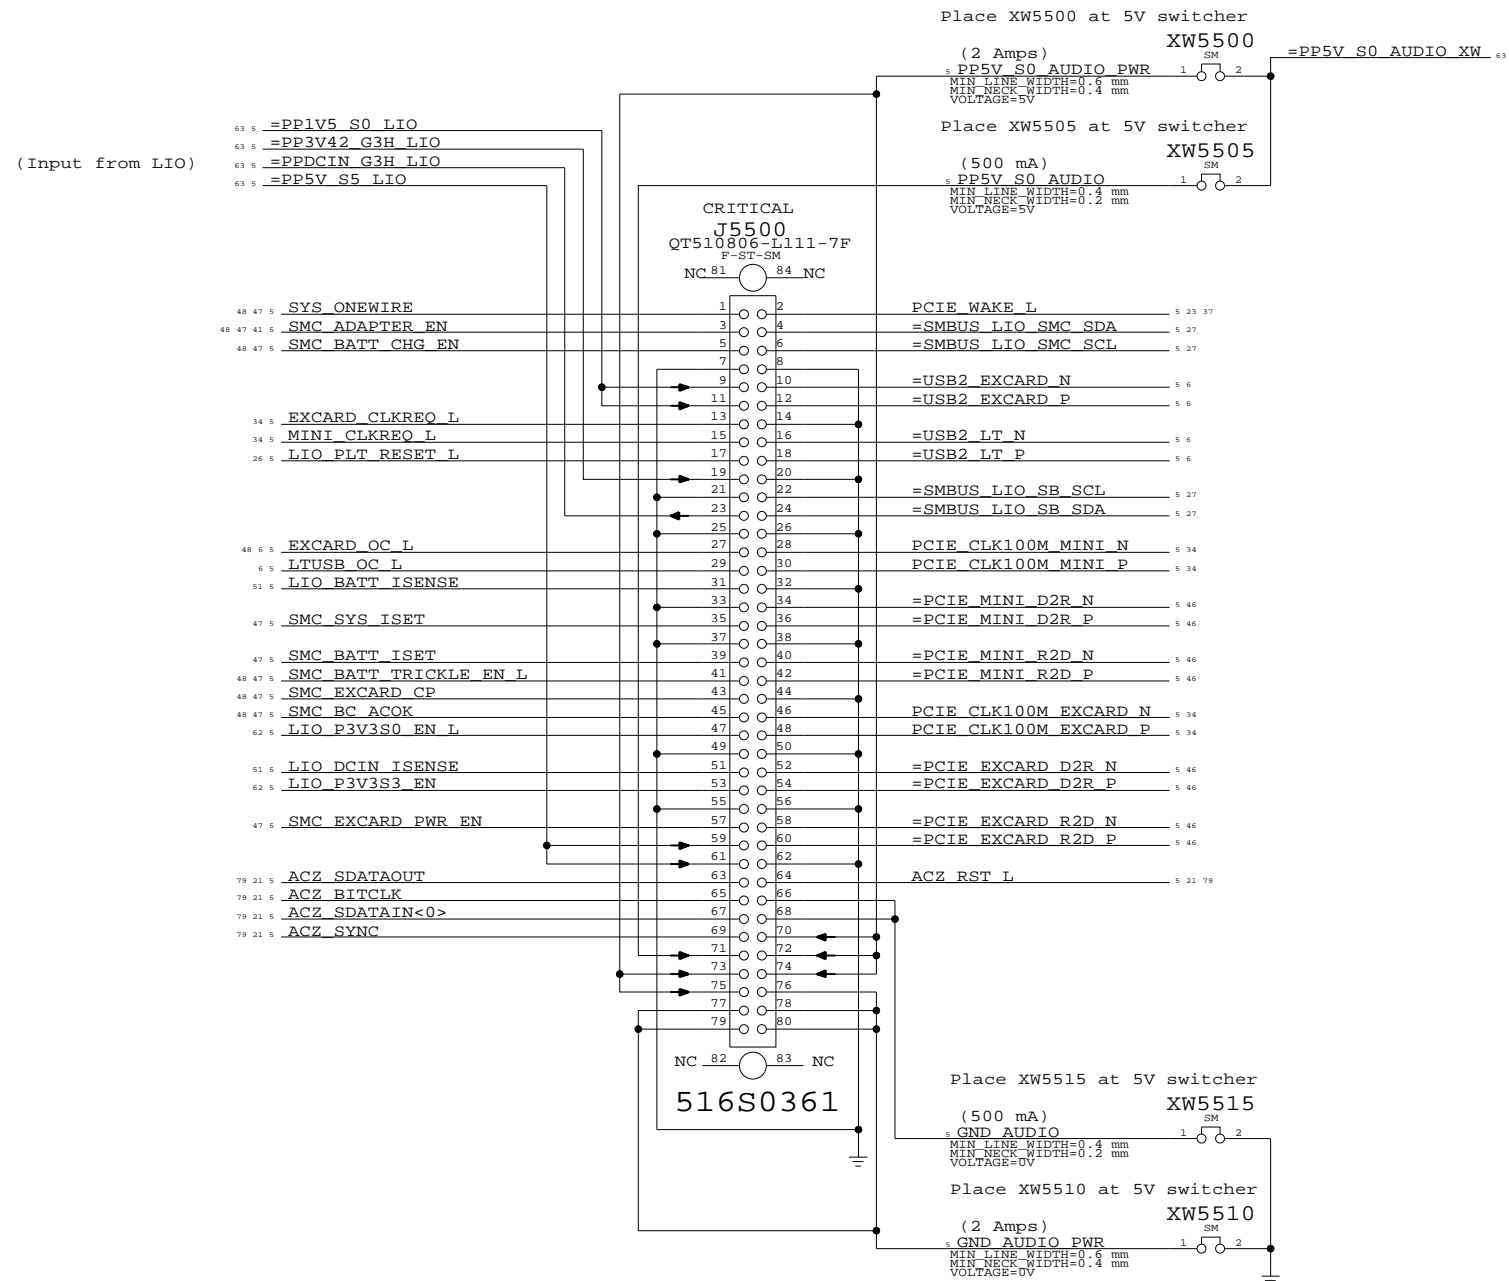 Place XW5500 at 5V switcher
XW5500
(2 Amps)
SM
=PP5V_S0_AUDIO_XW 63
5 PP5V_S0_AUDIO_PWR 1 2
MIN_LINE_WIDTH=0.6 mm
MIN_NECK_WIDTH=0.4 mm
VOLTAGE=5V
63 5 =PP1V5_S0_LIO
Place XW5505 at 5V switcher
63 5 =PP3V42_G3H_LIO
XW5505
(Input from LIO)
63 5 =PPDCIN_G3H_LIO
(500 mA)
SM
63 5 =PP5V_S5_LIO
5 PP5V_S0_AUDIO 1 2
MIN_LINE_WIDTH=0.4 mm
MIN_NECK_WIDTH=0.2 mm
VOLTAGE=5V
CRITICAL
J5500
QT510806-L111-7F
F-ST-SM
NC 81 84 NC
48 47 5 SYS_ONEWIRE 1 2 PCIE_WAKE_L 5 23 37
48 47 41 5 SMC_ADAPTER_EN 3 4 =SMBUS_LIO_SMC_SDA 5 27
48 47 5 SMC_BATT_CHG_EN 5 6 =SMBUS_LIO_SMC_SCL 5 27
7 8
9 10 =USB2_EXCARD_N 5 6
11 12 =USB2_EXCARD_P 5 6
34 5 EXCARD_CLKREQ_L 13 14
34 5 MINI_CLKREQ_L 15 16 =USB2_LT_N 5 6
26 5 LIO_PLT_RESET_L 17 18 =USB2_LT_P 5 6
19 20
21 22 =SMBUS_LIO_SB_SCL 5 27
23 24 =SMBUS_LIO_SB_SDA 5 27
25 26
48 6 5 EXCARD_OC_L 27 28 PCIE_CLK100M_MINI_N 5 34
6 5 LTUSB_OC_L 29 30 PCIE_CLK100M_MINI_P 5 34
51 5 LIO_BATT_ISENSE 31 32
33 34 =PCIE_MINI_D2R_N 5 46
47 5 SMC_SYS_ISET 35 36 =PCIE_MINI_D2R_P 5 46
37 38
47 5 SMC_BATT_ISET 39 40 =PCIE_MINI_R2D_N 5 46
48 47 5 SMC_BATT_TRICKLE_EN_L 41 42 =PCIE_MINI_R2D_P 5 46
48 47 5 SMC_EXCARD_CP 43 44
48 47 5 SMC_BC_ACOK 45 46 PCIE_CLK100M_EXCARD_N 5 34
62 5 LIO_P3V3S0_EN_L 47 48 PCIE_CLK100M_EXCARD_P 5 34
49 50
51 5 LIO_DCIN_ISENSE 51 52 =PCIE_EXCARD_D2R_N 5 46
62 5 LIO_P3V3S3_EN 53 54 =PCIE_EXCARD_D2R_P 5 46
55 56
47 5 SMC_EXCARD_PWR_EN 57 58 =PCIE_EXCARD_R2D_N 5 46
59 60 =PCIE_EXCARD_R2D_P 5 46
61 62
79 21 5 ACZ_SDATAOUT 63 64 ACZ_RST_L 5 21 79
79 21 5 ACZ_BITCLK 65 66
79 21 5 ACZ_SDATAIN<0> 67 68
79 21 5 ACZ_SYNC 69 70
71 72
73 74
75 76
77 78
79 80
NC 82 83 NC
516S0361
Place XW5515 at 5V switcher
XW5515
(500 mA)
SM
5 GND_AUDIO 1 2
MIN_LINE_WIDTH=0.4 mm
MIN_NECK_WIDTH=0.2 mm
VOLTAGE=0V
Place XW5510 at 5V switcher
XW5510
(2 Amps)
SM
5 GND_AUDIO_PWR 1 2
MIN_LINE_WIDTH=0.6 mm
MIN_NECK_WIDTH=0.4 mm
VOLTAGE=0V